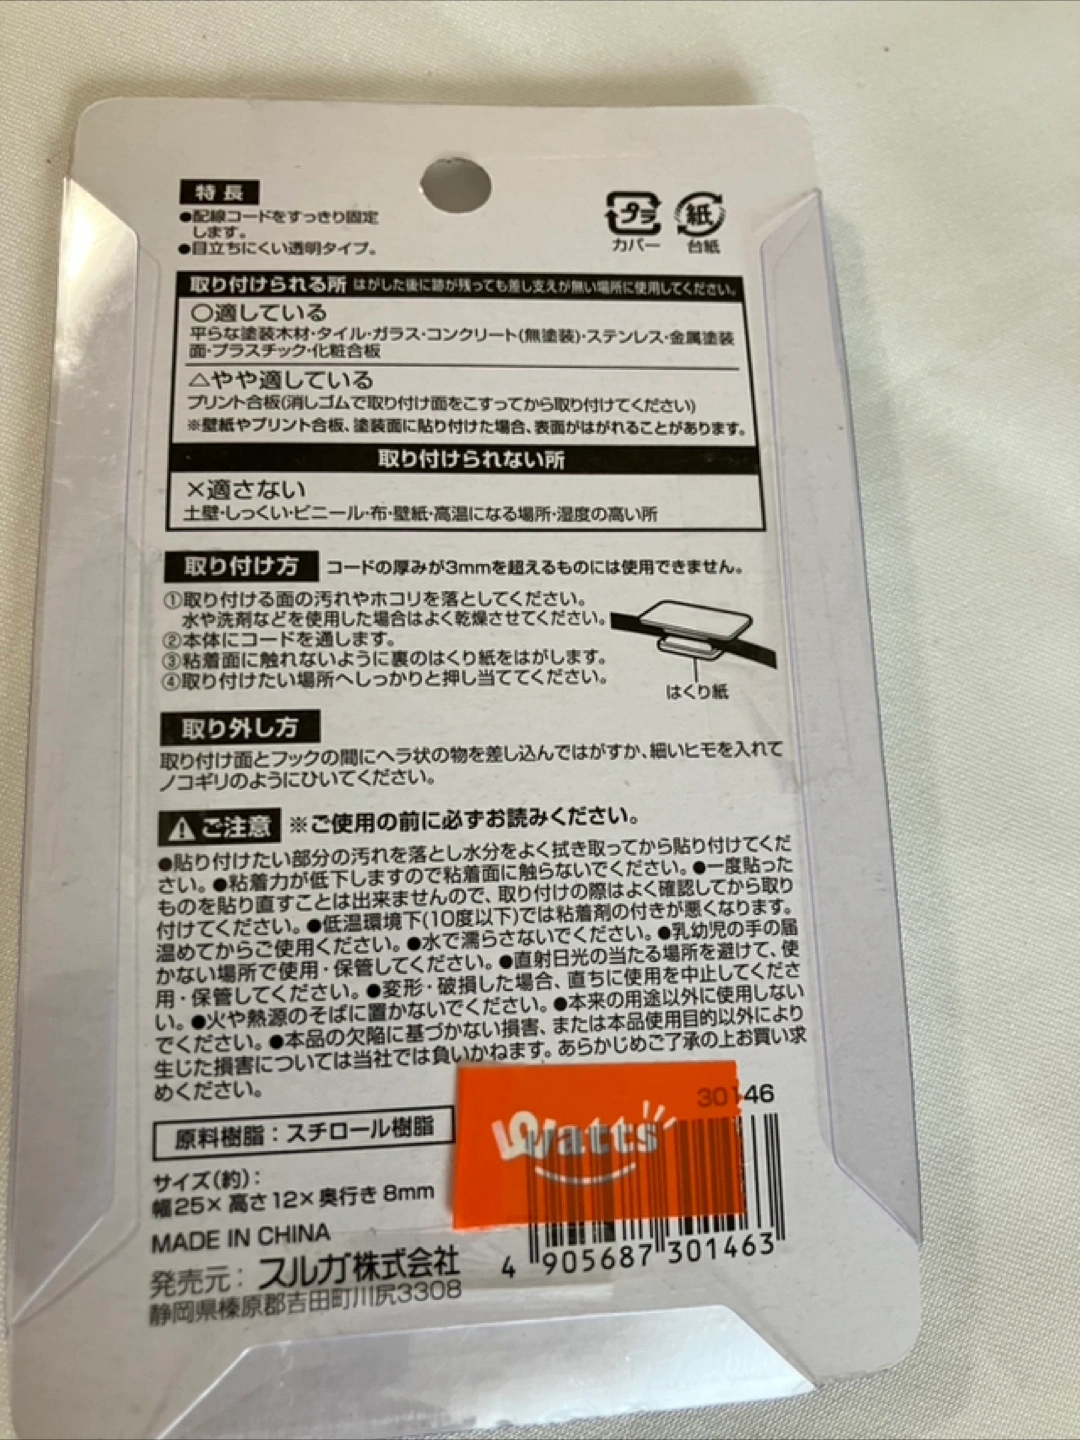 特長
●配線コードをすっきり固定
します。
●目立ちにくい透明タイプ。
プラ
カバー
紙
台紙
取り付けられる所 はがした後に跡が残っても差し支えが無い場所に使用してください。
○適している
平らな塗装木材・タイル・ガラス・コンクリート(無塗装)・ステンレス・金属塗装
面・プラスチック・化粧合板
△やや適している
プリント合板(消しゴムで取り付け面をこすってから取り付けてください)
※壁紙やプリント合板、塗装面に貼り付けた場合、表面がはがれることがあります。
取り付けられない所
×適さない
土壁・しっくい・ビニール・布・壁紙・高温になる場所・湿度の高い所
取り付け方 コードの厚みが3mmを超えるものには使用できません。
①取り付ける面の汚れやホコリを落としてください。
水や洗剤などを使用した場合はよく乾燥させてください。
②本体にコードを通します。
③粘着面に触れないように裏のはくり紙をはがします。
④取り付けたい場所へしっかりと押し当ててください。
はくり紙
取り外し方
取り付け面とフックの間にヘラ状の物を差し込んではがすか、細いヒモを入れて
ノコギリのようにひいてください。
ご注意 ※ご使用の前に必ずお読みください。
●貼り付けたい部分の汚れを落とし水分をよく拭き取ってから貼り付けてくだ
さい。●粘着力が低下しますので粘着面に触らないでください。●一度貼った
ものを貼り直すことは出来ませんので、取り付けの際はよく確認してから取り
付けてください。●低温環境下(10度以下)では粘着剤の付きが悪くなります。
温めてからご使用ください。●水で濡らさないでください。●乳幼児の手の届
かない場所で使用・保管してください。●直射日光の当たる場所を避けて、使
用・保管してください。●変形・破損した場合、直ちに使用を中止してくださ
い。●火や熱源のそばに置かないでください。●本来の用途以外に使用しない
でください。●本品の欠陥に基づかない損害、または本品使用目的以外により
生じた損害については当社では負いかねます。あらかじめご了承の上お買い求
めください。
原料樹脂：スチロール樹脂
30146
Watts
サイズ(約)：
幅25×高さ12×奥行き8mm
MADE IN CHINA
発売元：スルガ株式会社
静岡県榛原郡吉田町川尻3308
4 905687 301463